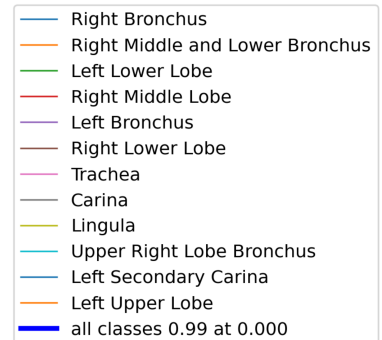 Right Bronchus
Right Middle and Lower Bronchus
Left Lower Lobe
Right Middle Lobe
Left Bronchus
Right Lower Lobe
Trachea
Carina
Lingula
Upper Right Lobe Bronchus
Left Secondary Carina
Left Upper Lobe
all classes 0.99 at 0.000